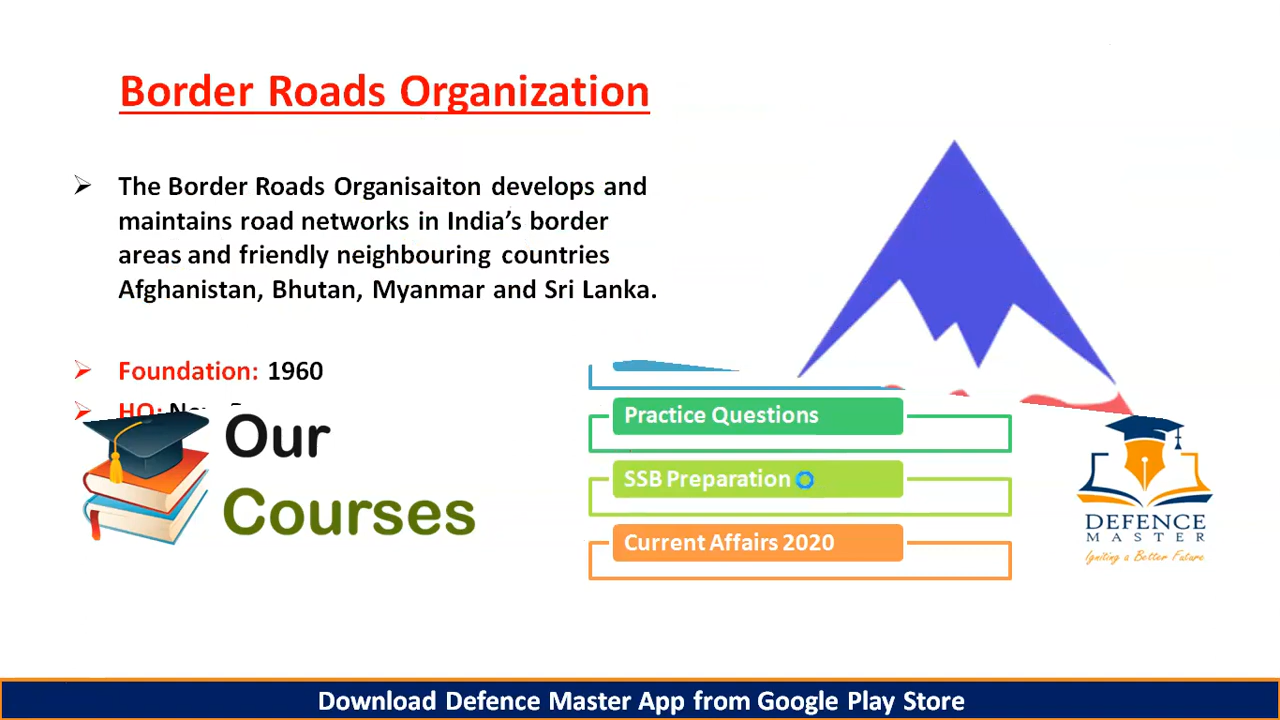 Border Roads Organization
The Border Roads Organisaiton develops and
maintains road networks in India's border
areas and friendly neighbouring countries
Afghanistan, Bhutan, Myanmar and Sri Lanka.
Foundation: 1960
HQ:
Our
Courses
Practice Questions
SSB Preparation
Current Affairs 2020
DEFENCE
MASTER
Igniting a Better Future
Download Defence Master App from Google Play Store